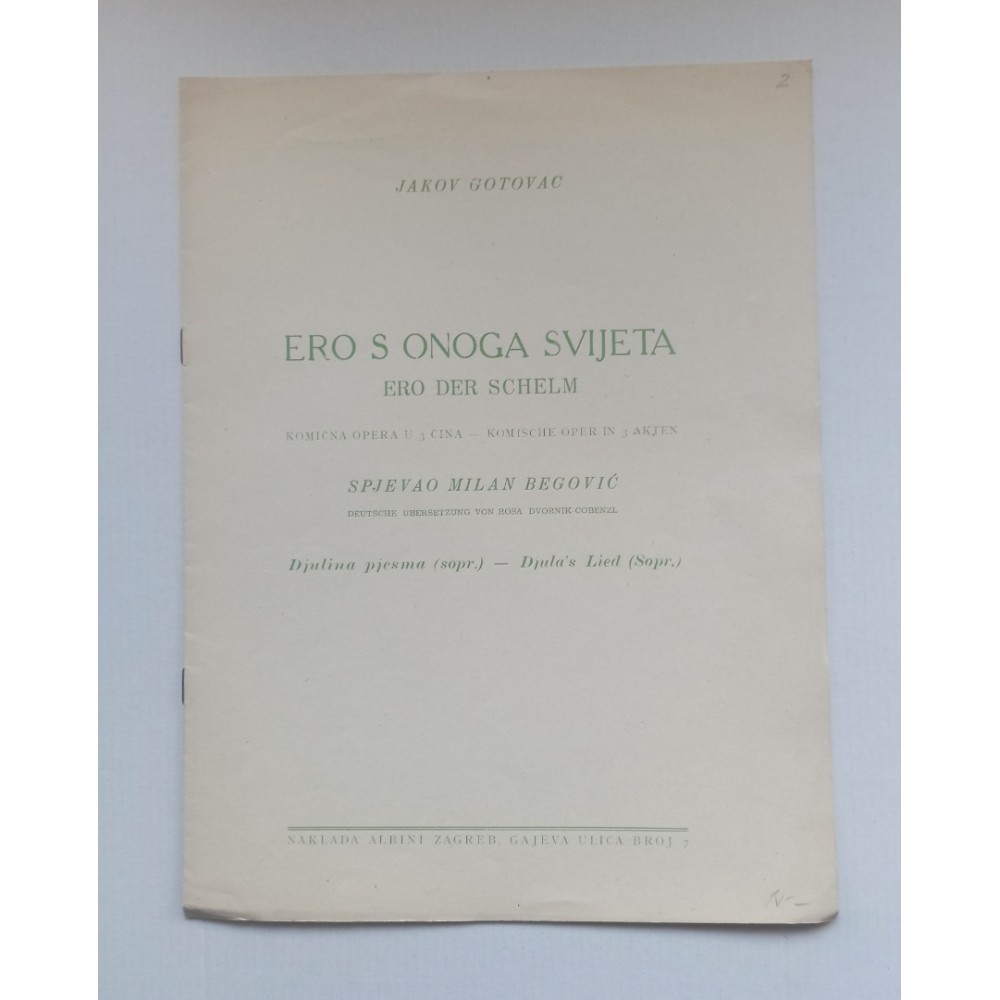 2
JAKOV GOTOVAC
ERO S ONOGA SVIJETA
ERO DER SCHELM
KOMIČNA OPERA U 3 ČINA — KOMISCHE OPER IN 3 AKTEN
SPJEVAO MILAN BEGOVIĆ
DEUTSCHE ÜBERSETZUNG VON ROSA DVORNIK-COBENZL
Djulina pjesma (sopr.) — Djula's Lied (Sopr.)
NAKLADA ALBINI ZAGREB, GAJEVA ULICA BROJ 7